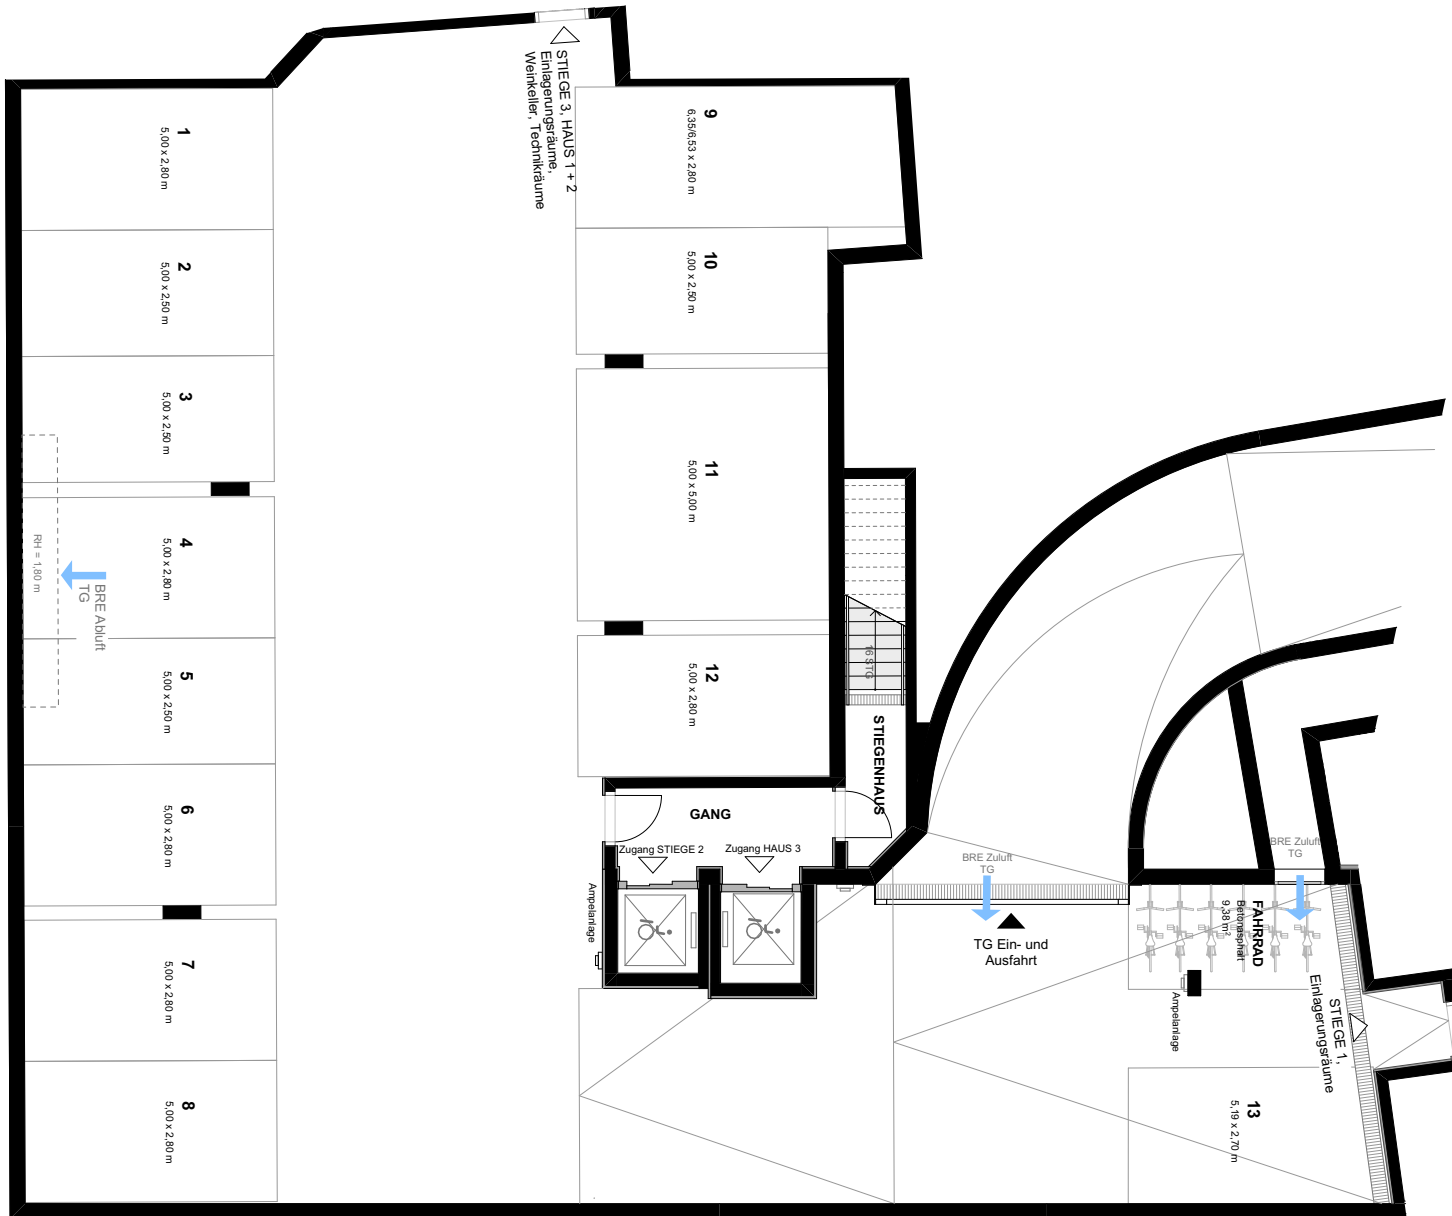 1
5,00 x 2,80 m
2
5,00 x 2,50 m
3
5,00 x 2,50 m
4
5,00 x 2,80 m
RH = 1,80 m
BRE Abluft
TG
5
5,00 x 2,50 m
6
5,00 x 2,80 m
7
5,00 x 2,80 m
8
5,00 x 2,80 m
STIEGE 3, HAUS 1 + 2
Einlagerungsräume,
Weinkeller, Technikräume
9
6,35/6,53 x 2,80 m
10
5,00 x 2,50 m
11
5,00 x 5,00 m
12
5,00 x 2,80 m
16 STG
STIEGENHAUS
GANG
Zugang STIEGE 2
Zugang HAUS 3
Ampelanlage
BRE Zuluft
TG
TG Ein- und
Ausfahrt
BRE Zuluft
TG
FAHRRAD
Betonasphalt
9,38 m²
Ampelanlage
STIEGE 1,
Einlagerungsräume
13
5,19 x 2,70 m